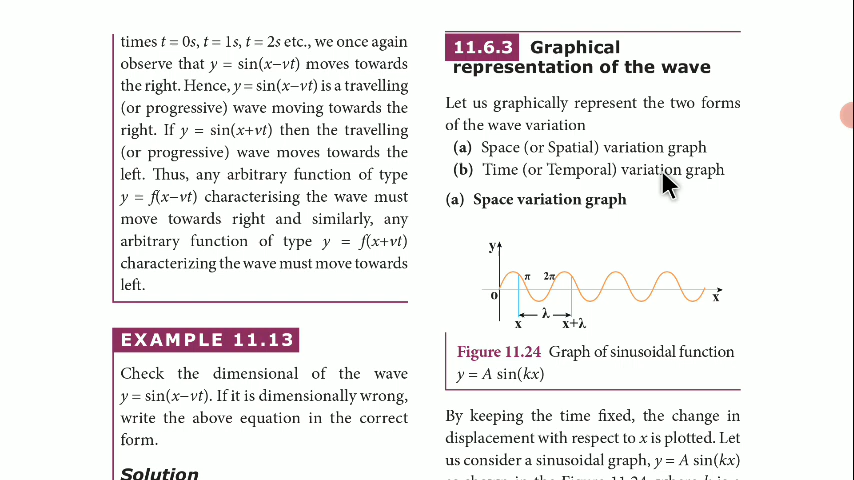 times t = 0s, t = 1s, t = 2s etc., we once again
observe that y = sin(x−vt) moves towards
the right. Hence, y = sin(x−vt) is a travelling
(or progressive) wave moving towards the
right. If y = sin(x+vt) then the travelling
(or progressive) wave moves towards the
left. Thus, any arbitrary function of type
y = f(x−vt) characterising the wave must
move towards right and similarly, any
arbitrary function of type y = f(x+vt)
characterizing the wave must move towards
left.
EXAMPLE 11.13
Check the dimensional of the wave
y = sin(x−vt). If it is dimensionally wrong,
write the above equation in the correct
form.
Solution
11.6.3 Graphical
representation of the wave
Let us graphically represent the two forms
of the wave variation
(a) Space (or Spatial) variation graph
(b) Time (or Temporal) variation graph
(a) Space variation graph
y
π 2π
0 x
λ
x x+λ
Figure 11.24 Graph of sinusoidal function
y = A sin(kx)
By keeping the time fixed, the change in
displacement with respect to x is plotted. Let
us consider a sinusoidal graph, y = A sin(kx)